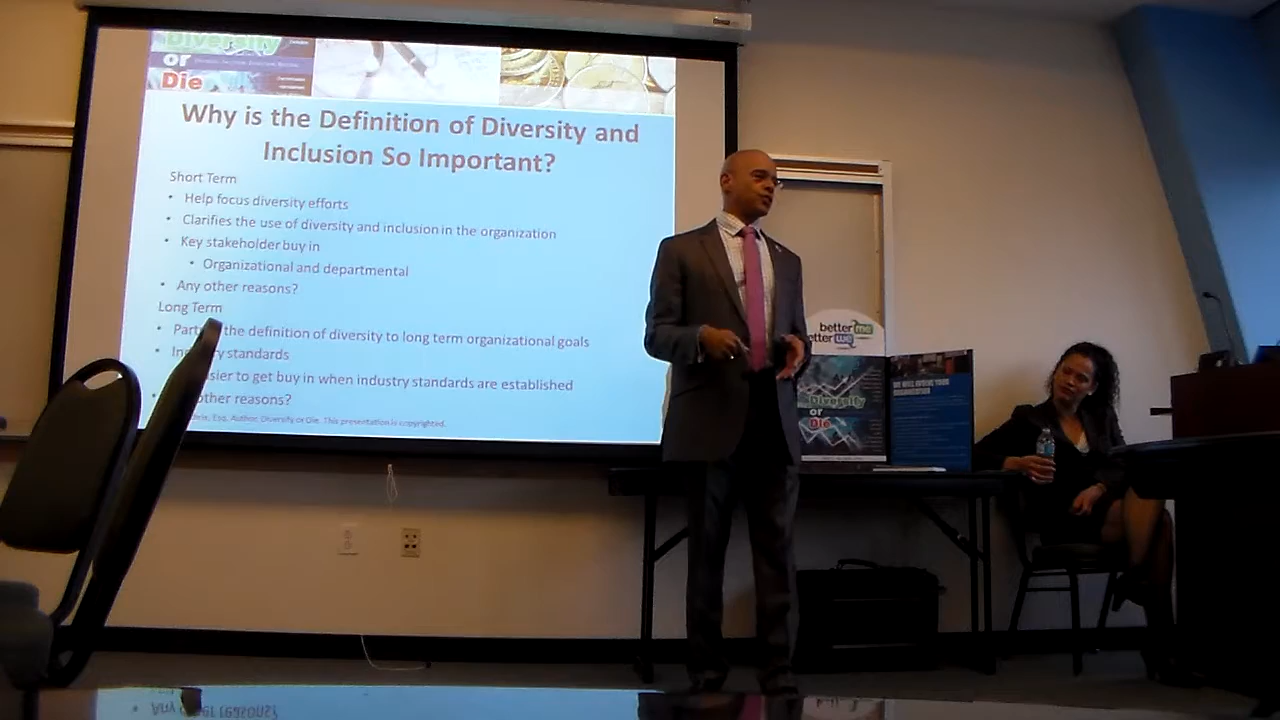 Diversity
or
Die
Why is the Definition of Diversity and
Inclusion So Important?
Short Term
• Help focus diversity efforts
• Clarifies the use of diversity and inclusion in the organization
• Key stakeholder buy in
• Organizational and departmental
• Any other reasons?
Long Term
• the definition of diversity to long term organizational goals
• standards
to get buy in when industry standards are established
• other reasons?
Esq. Author, Diversity or Die. This presentation is copyrighted.
better me
better we
Diversity
or
Die